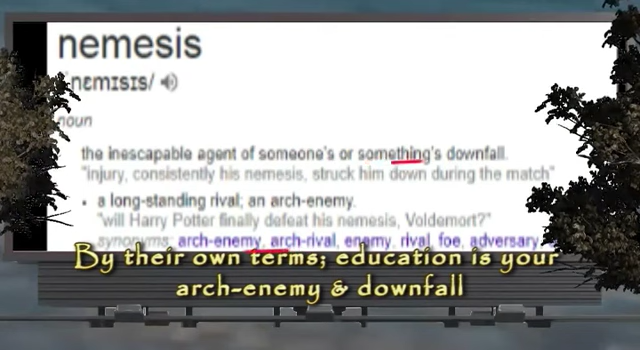 nemesis
/ˈnɛmɪsɪs/
noun
the inescapable agent of someone's or something's downfall.
"injury, consistently his nemesis, struck him down during the match"
• a long-standing rival; an arch-enemy.
"will Harry Potter finally defeat his nemesis, Voldemort?"
synonyms: arch-enemy, arch-rival, enemy, rival, foe, adversary
By their own terms; education is your
arch-enemy & downfall